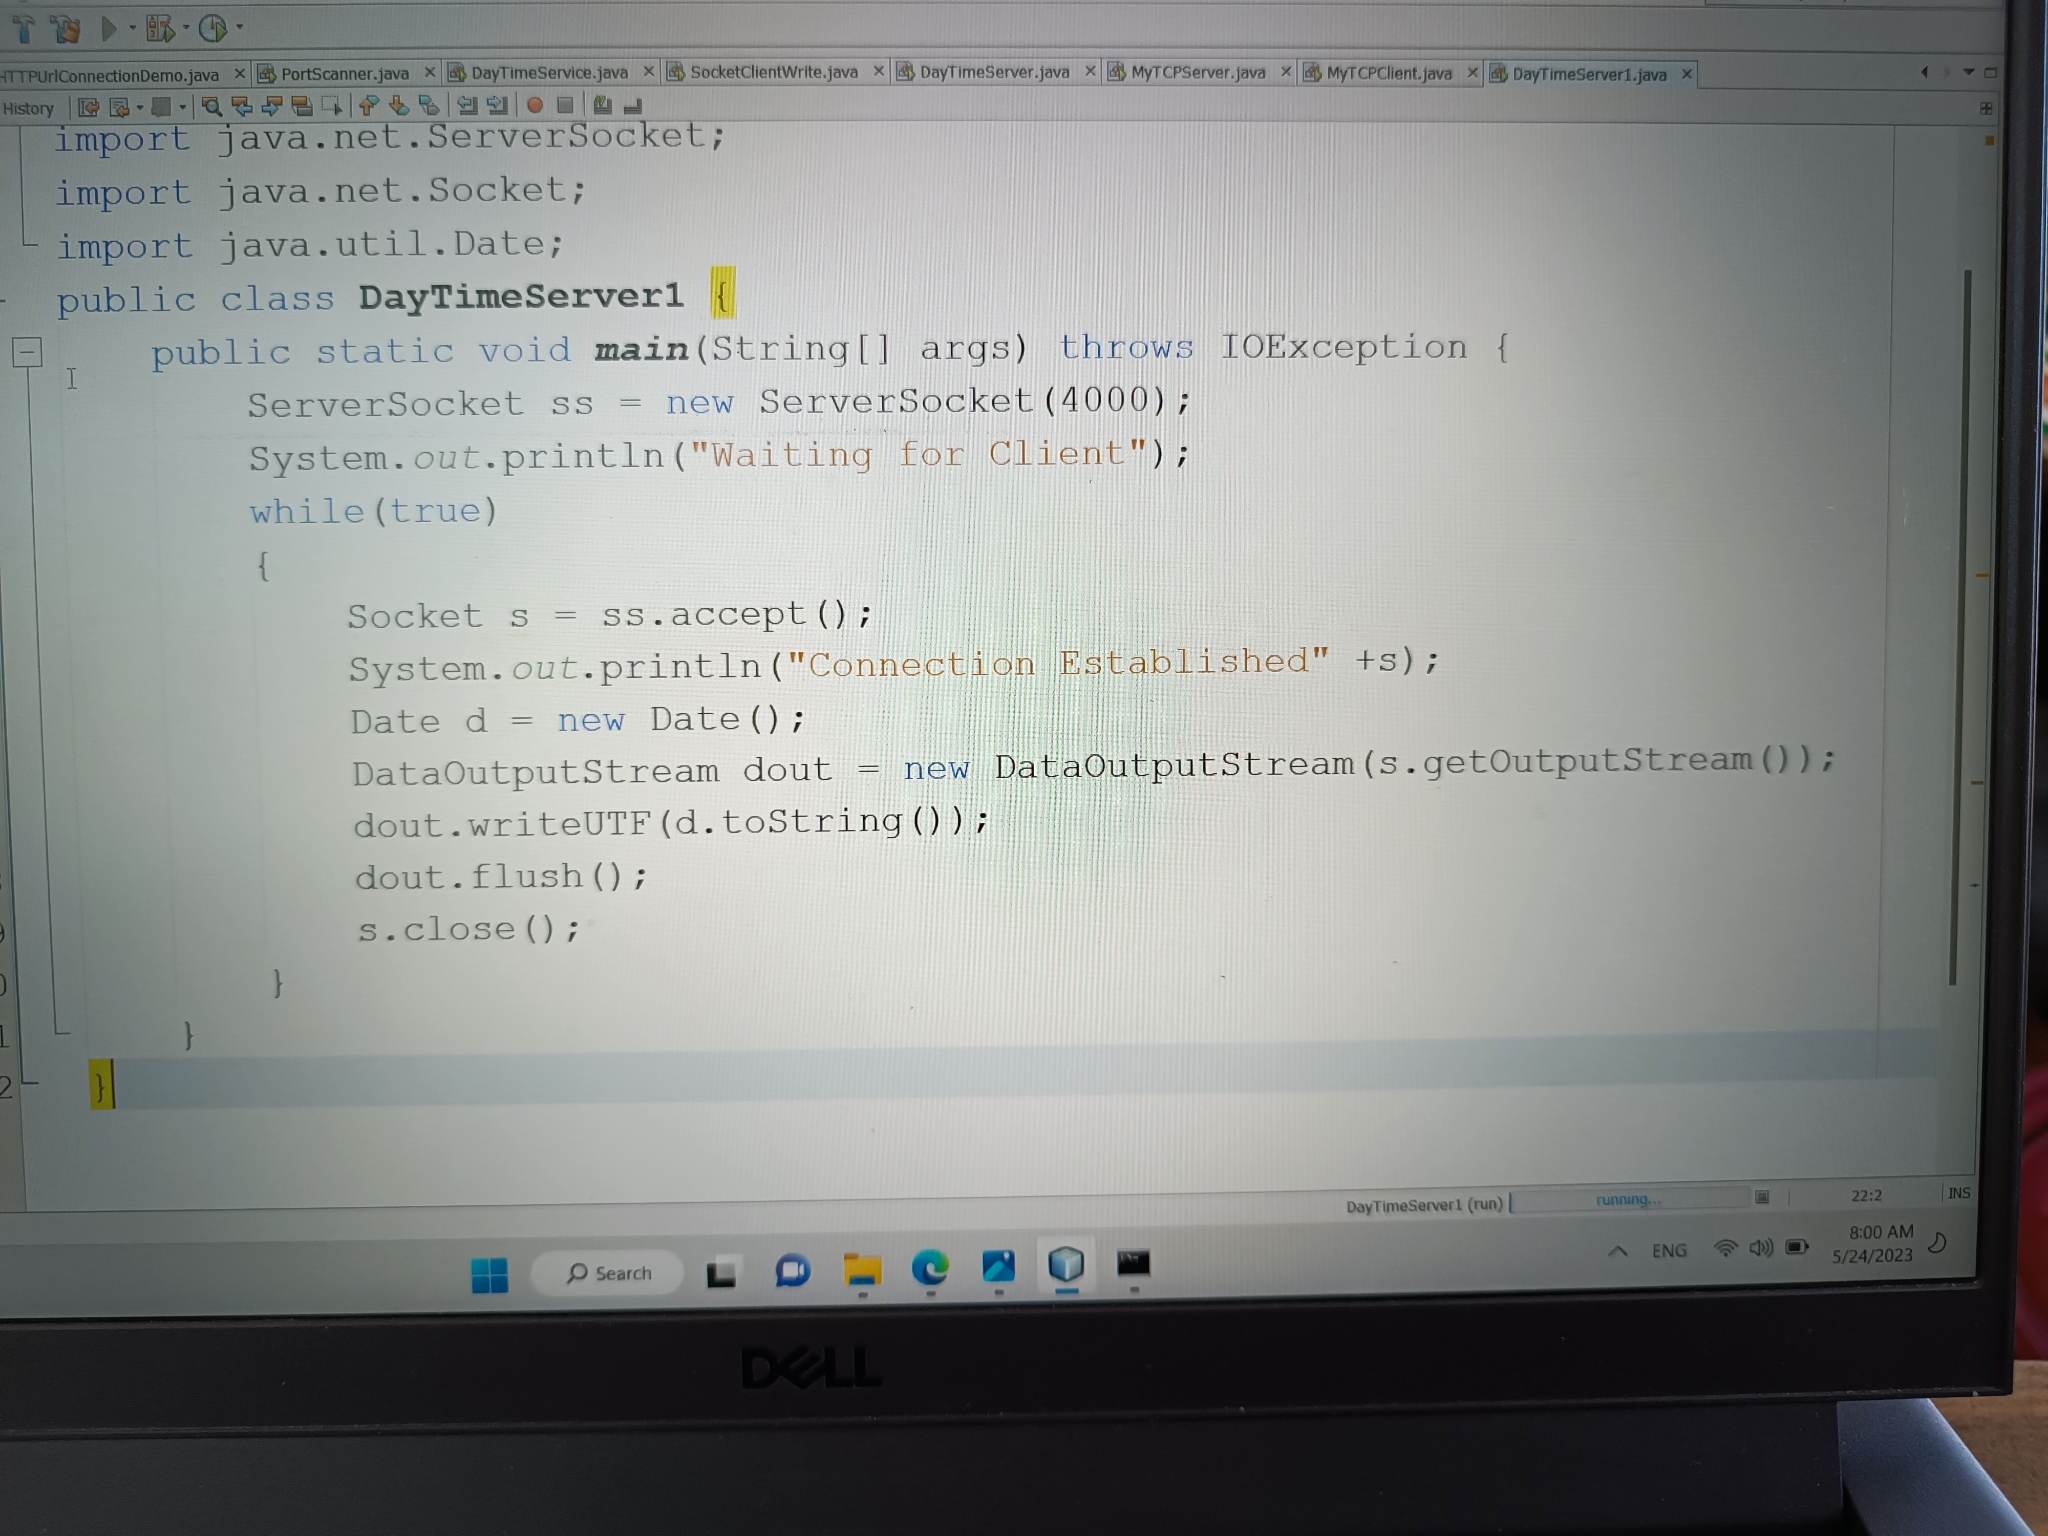 HTTPUrlConnectionDemo.java PortScanner.java DayTimeService.java SocketClientWrite.java DayTimeServer.java MyTCPServer.java MyTCPClient.java DayTimeServer1.java
History
import java.net.ServerSocket;
import java.net.Socket;
import java.util.Date;
public class DayTimeServer1 {
public static void main(String[] args) throws IOException {
ServerSocket ss = new ServerSocket(4000);
System.out.println("Waiting for Client");
while(true)
{
Socket s = ss.accept();
System.out.println("Connection Established" +s);
Date d = new Date();
DataOutputStream dout = new DataOutputStream(s.getOutputStream());
dout.writeUTF(d.toString());
dout.flush();
s.close();
}
}
}
DayTimeServer1 (run) running... 22:2 INS
Search ENG 8:00 AM
5/24/2023
DELL